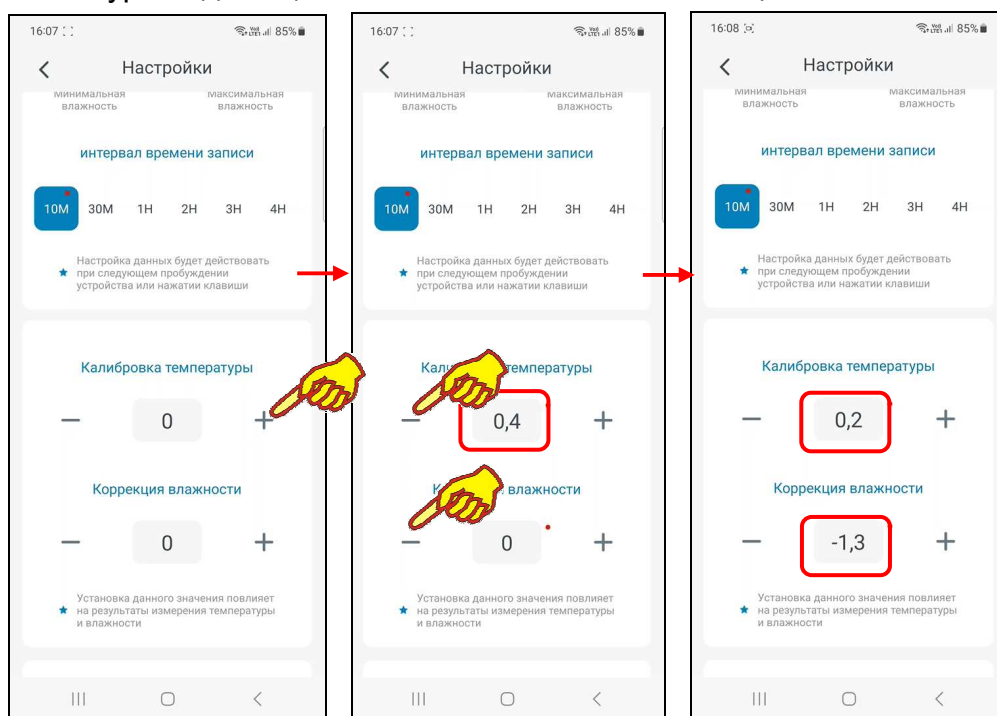 16:07
85%
Настройки
Минимальная
влажность
Максимальная
влажность
интервал времени записи
10M 30M 1H 2H 3H 4H
Настройка данных будет действовать
при следующем пробуждении
устройства или нажатии клавиши
Калибровка температуры
— 0 +
Коррекция влажности
— 0 +
Установка данного значения повлияет
на результаты измерения температуры
и влажности
16:07
85%
Настройки
Минимальная
влажность
Максимальная
влажность
интервал времени записи
10M 30M 1H 2H 3H 4H
Настройка данных будет действовать
при следующем пробуждении
устройства или нажатии клавиши
температуры
— 0,4 +
влажности
— 0 +
Установка данного значения повлияет
на результаты измерения температуры
и влажности
16:08
85%
Настройки
Минимальная
влажность
Максимальная
влажность
интервал времени записи
10M 30M 1H 2H 3H 4H
Настройка данных будет действовать
при следующем пробуждении
устройства или нажатии клавиши
Калибровка температуры
— 0,2 +
Коррекция влажности
— -1,3 +
Установка данного значения повлияет
на результаты измерения температуры
и влажности